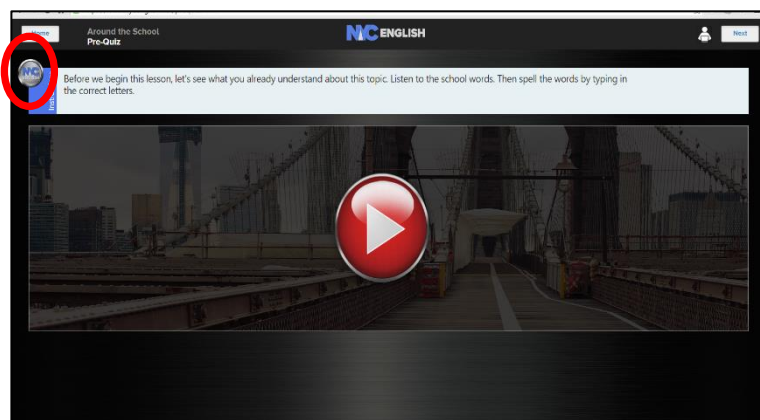 Home
Around the School
Pre-Quiz
NYC ENGLISH
Next
Before we begin this lesson, let's see what you already understand about this topic. Listen to the school words. Then spell the words by typing in
the correct letters.